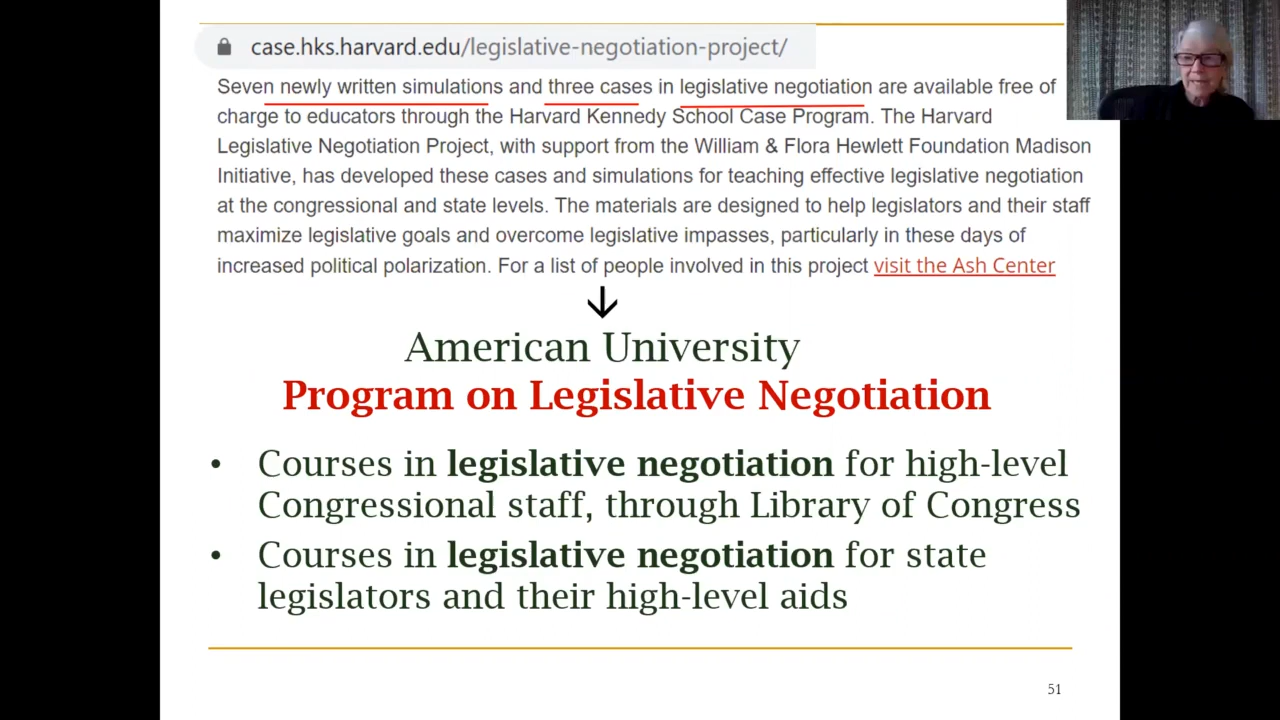 case.hks.harvard.edu/legislative-negotiation-project/
Seven newly written simulations and three cases in legislative negotiation are available free of
charge to educators through the Harvard Kennedy School Case Program. The Harvard
Legislative Negotiation Project, with support from the William & Flora Hewlett Foundation Madison
Initiative, has developed these cases and simulations for teaching effective legislative negotiation
at the congressional and state levels. The materials are designed to help legislators and their staff
maximize legislative goals and overcome legislative impasses, particularly in these days of
increased political polarization. For a list of people involved in this project visit the Ash Center
↓
American University
Program on Legislative Negotiation
• Courses in legislative negotiation for high-level
Congressional staff, through Library of Congress
• Courses in legislative negotiation for state
legislators and their high-level aids
51